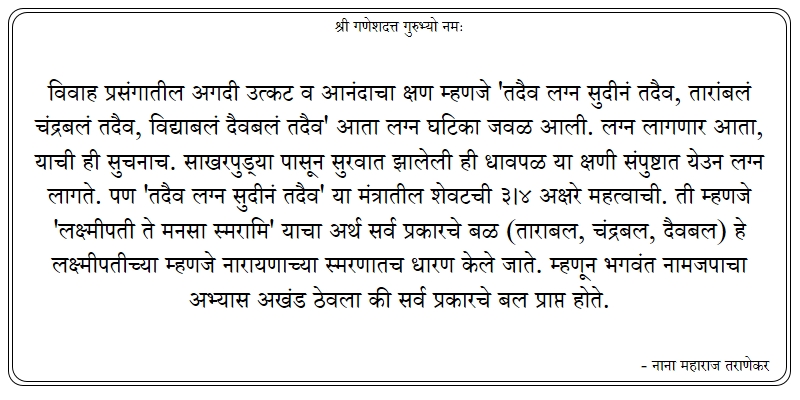 श्री गणेशदत्त गुरुभ्यो नमः
विवाह प्रसंगातील अगदी उत्कट व आनंदाचा क्षण म्हणजे 'तदैव लग्न सुदीनं तदैव, तारांबलं
चंद्रबलं तदैव, विद्याबलं दैवबलं तदैव' आता लग्न घटिका जवळ आली. लग्न लागणार आता,
याची ही सुचनाच. साखरपुड्या पासून सुरवात झालेली ही धावपळ या क्षणी संपुष्टात येउन लग्न
लागते. पण 'तदैव लग्न सुदीनं तदैव' या मंत्रातील शेवटची ३।४ अक्षरे महत्वाची. ती म्हणजे
'लक्ष्मीपती ते मनसा स्मरामि' याचा अर्थ सर्व प्रकारचे बळ (ताराबल, चंद्रबल, दैवबल) हे
लक्ष्मीपतीच्या म्हणजे नारायणाच्या स्मरणातच धारण केले जाते. म्हणून भगवंत नामजपाचा
अभ्यास अखंड ठेवला की सर्व प्रकारचे बल प्राप्त होते.
- नाना महाराज तराणेकर